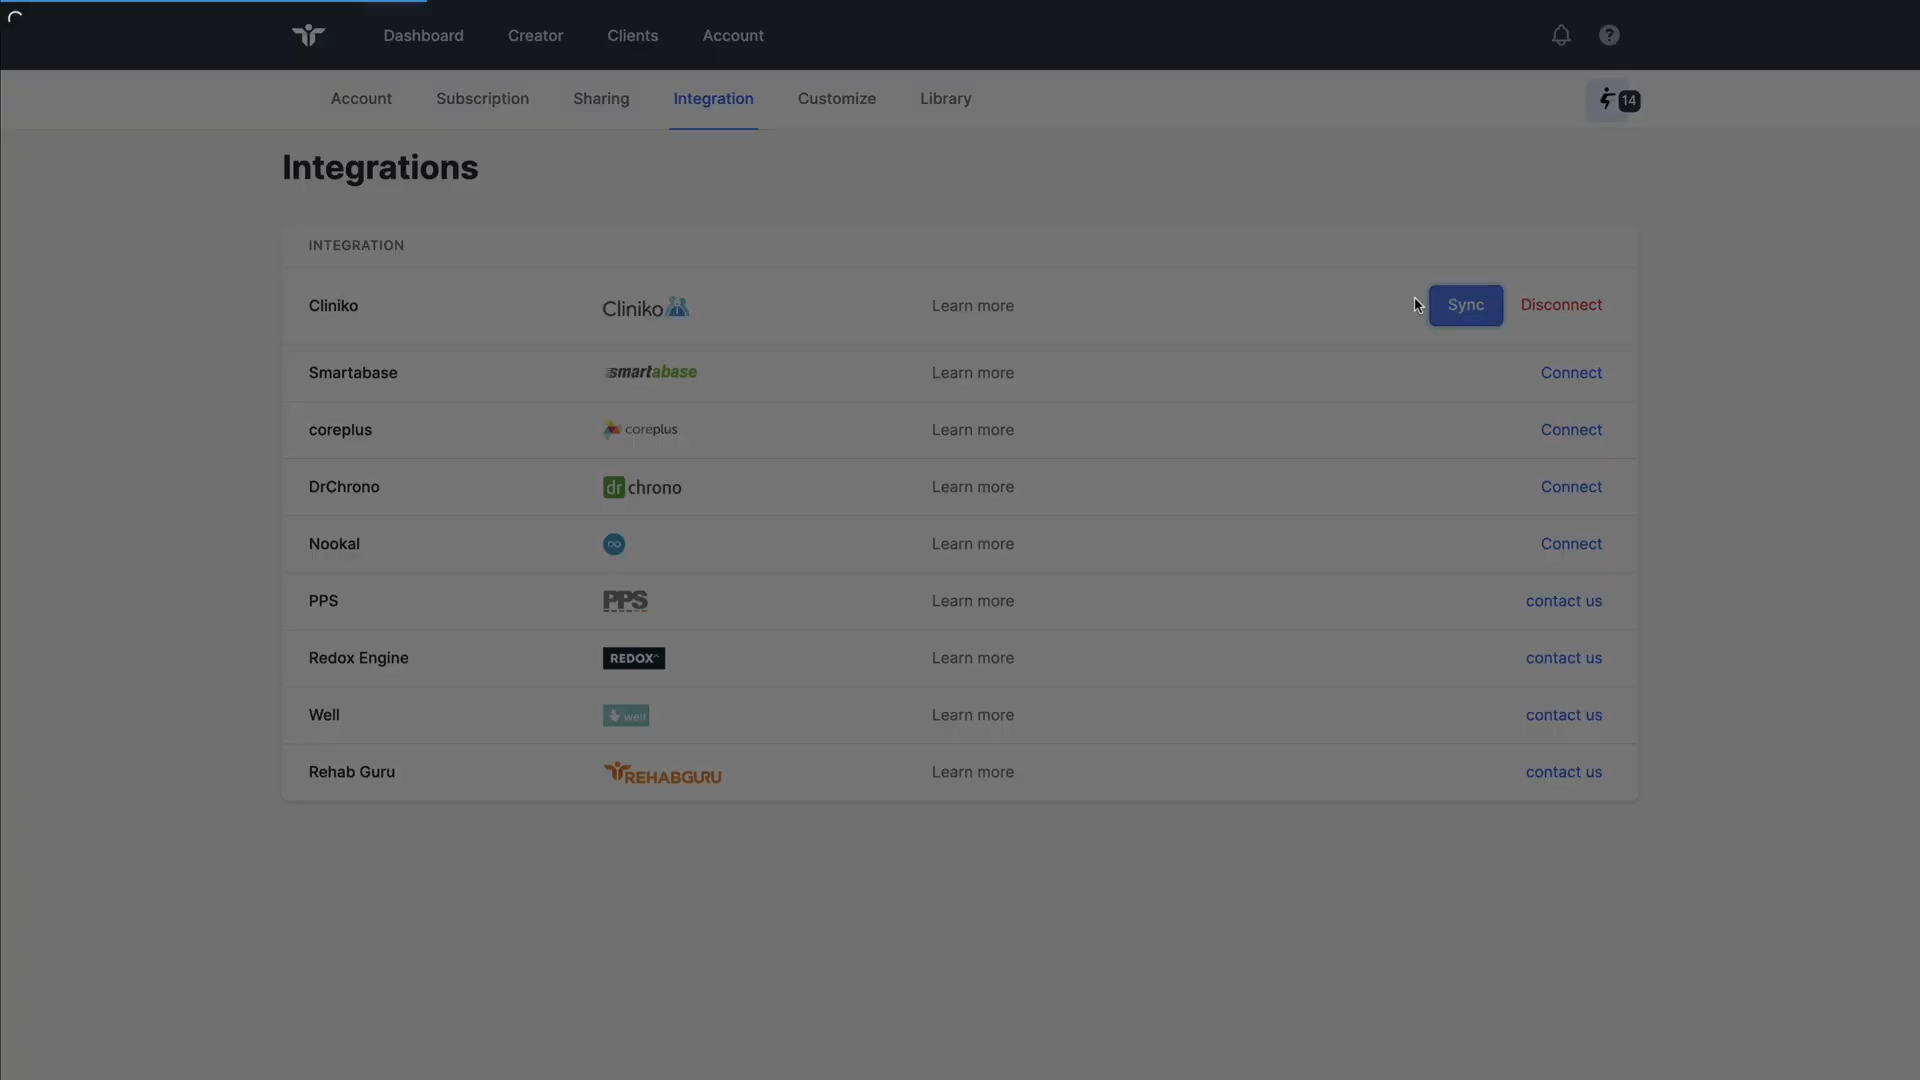 Dashboard Creator Clients Account ?
Account Subscription Sharing Integration Customize Library 14
Integrations
INTEGRATION
Cliniko Cliniko Learn more Sync Disconnect
Smartabase smartabase Learn more Connect
coreplus coreplus Learn more Connect
DrChrono dr chrono Learn more Connect
Nookal Learn more Connect
PPS PPS Learn more contact us
Redox Engine REDOX Learn more contact us
Well well Learn more contact us
Rehab Guru REHABGURU Learn more contact us